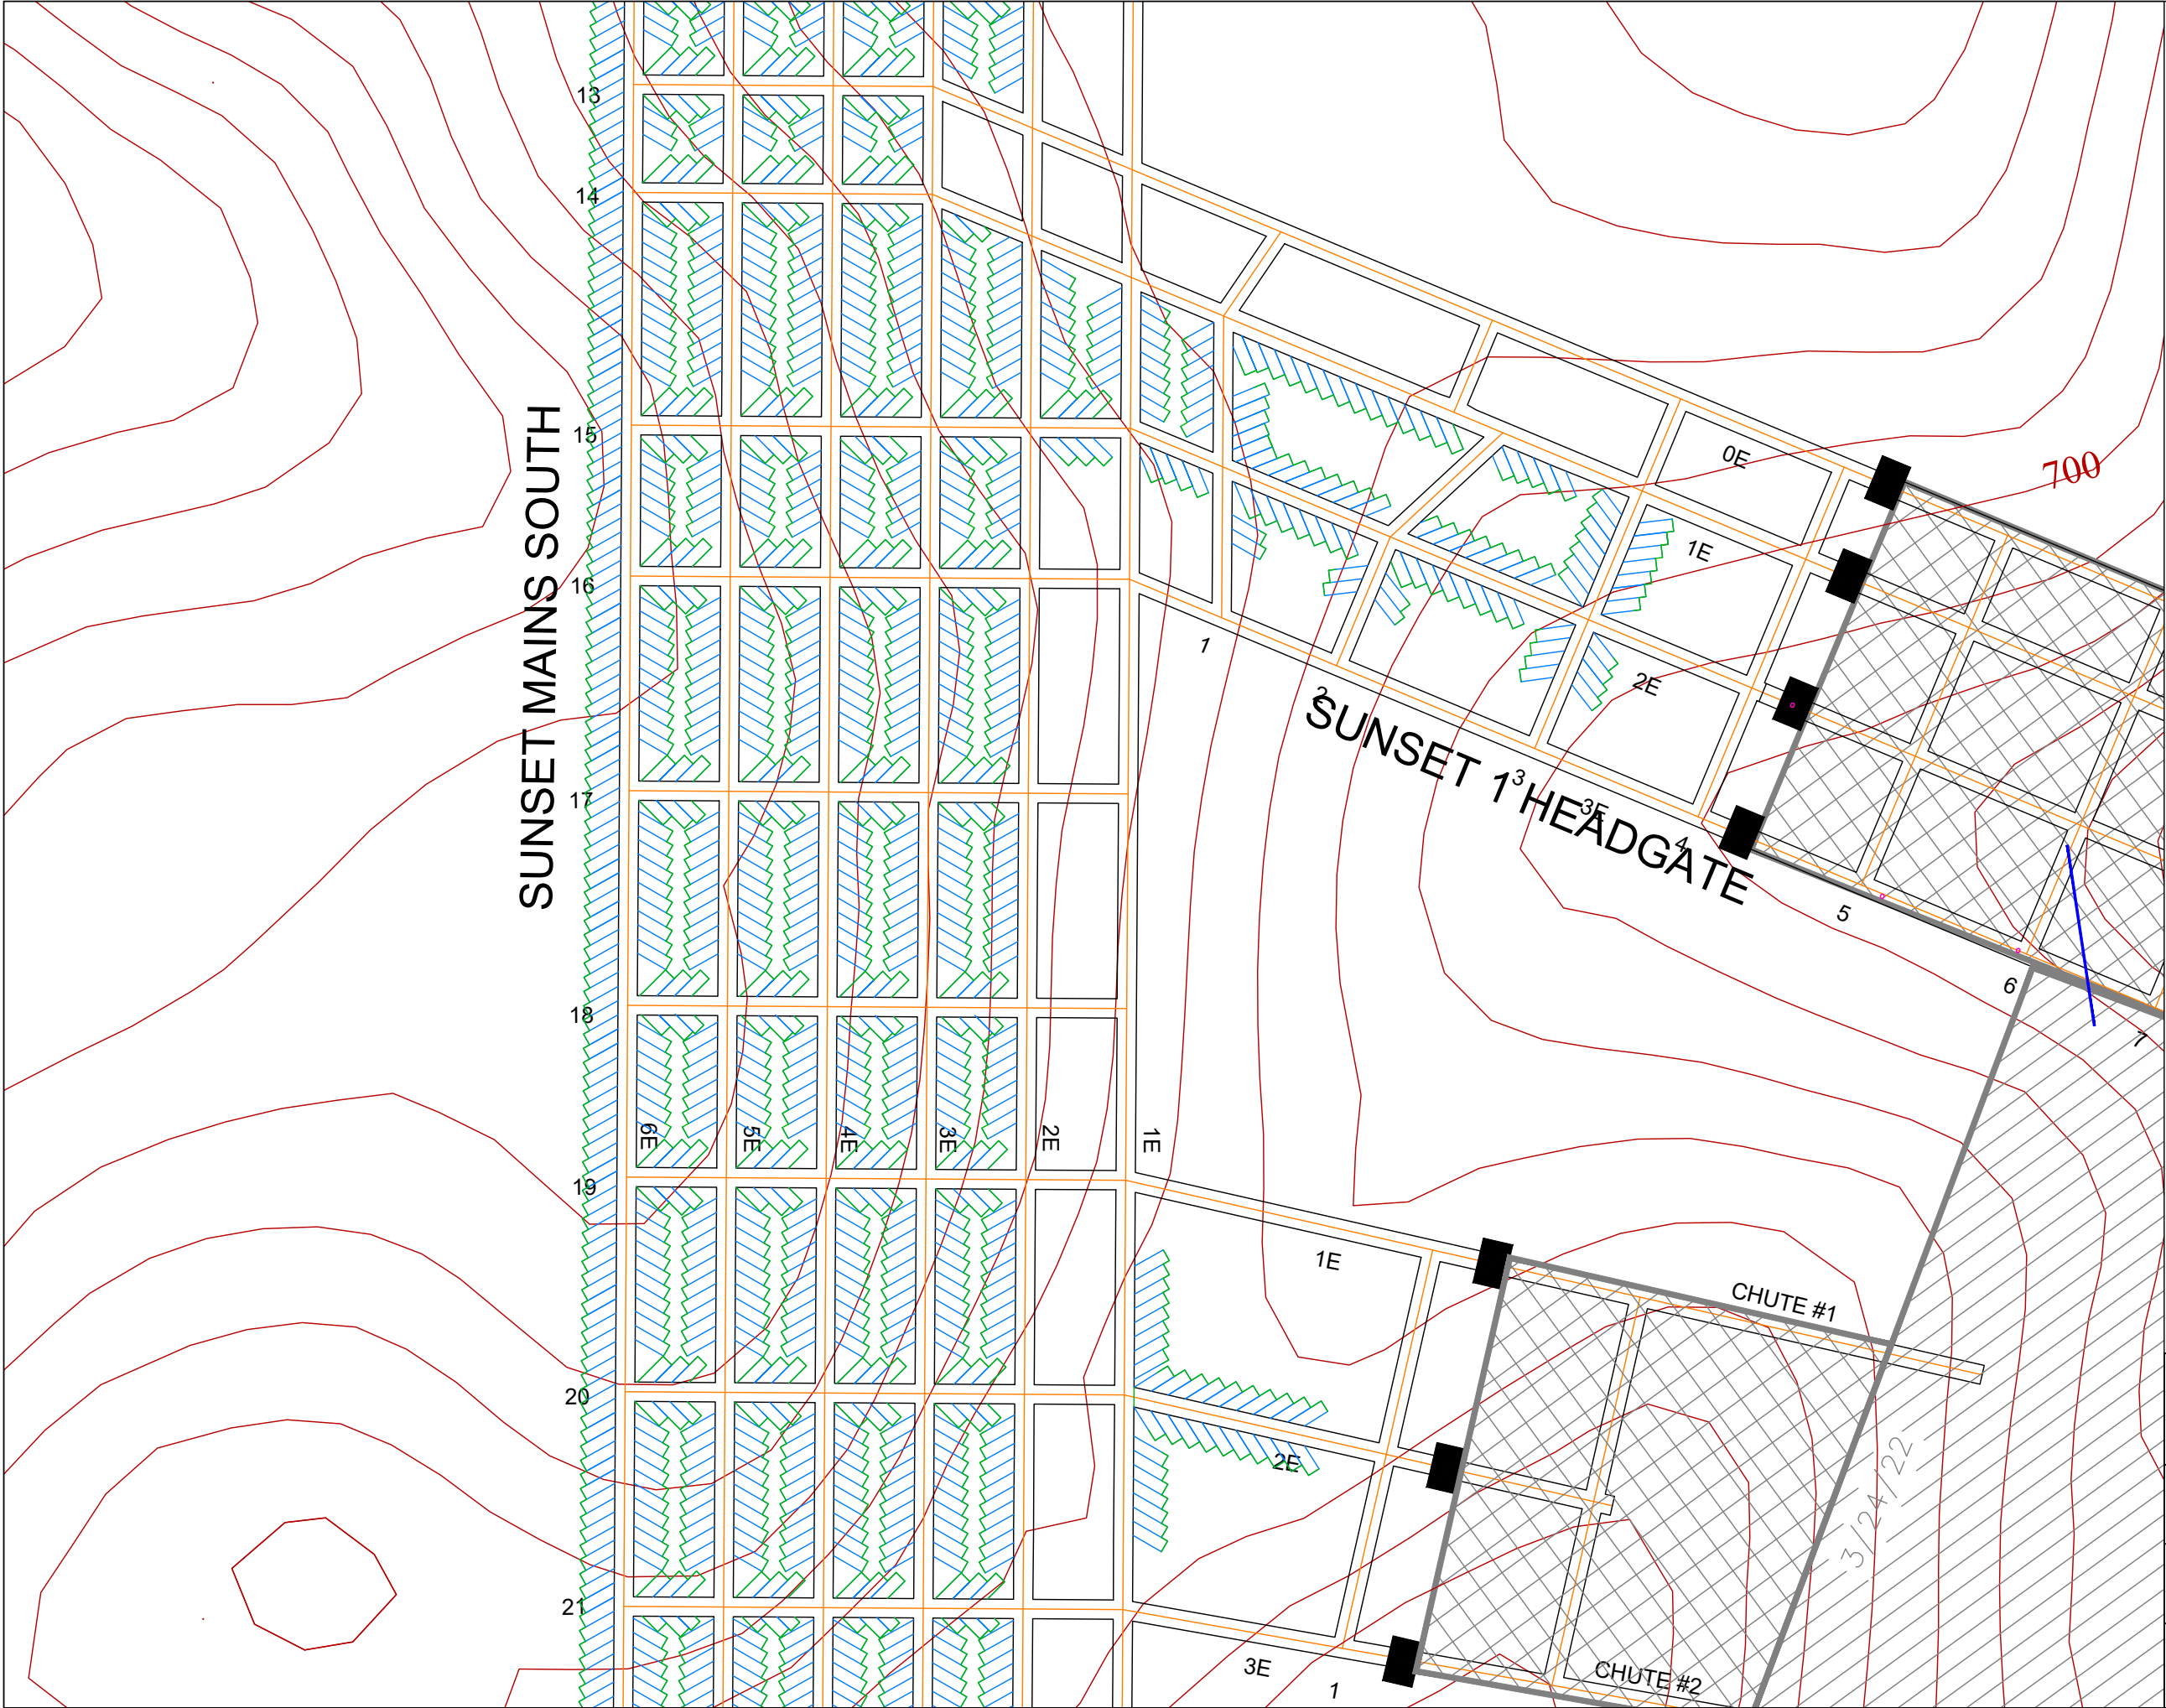 13
14
15
16
17
18
19
20
21
SUNSET MAINS SOUTH
6E
5E
4E
3E
2E
1E
0E
1E
2E
3E
700
1
2
3
4
5
6
7
SUNSET 1 HEADGATE
1E
2E
3E
1
CHUTE #1
CHUTE #2
3/24/22